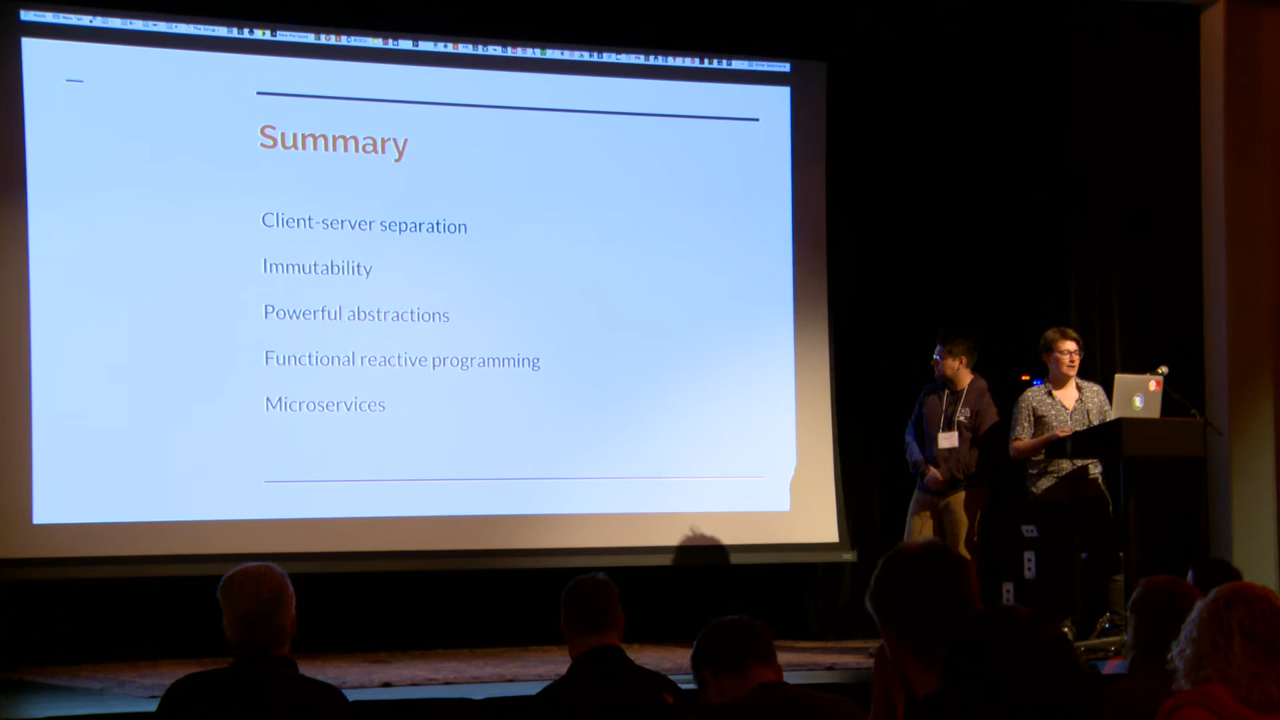 Summary
Client-server separation
Immutability
Powerful abstractions
Functional reactive programming
Microservices